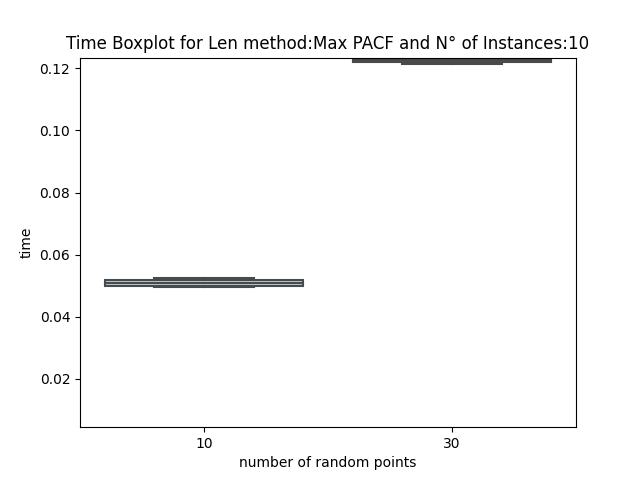 Time Boxplot for Len method:Max PACF and N° of Instances:10
0.12
0.10
0.08
0.06
0.04
0.02
time
10 30
number of random points